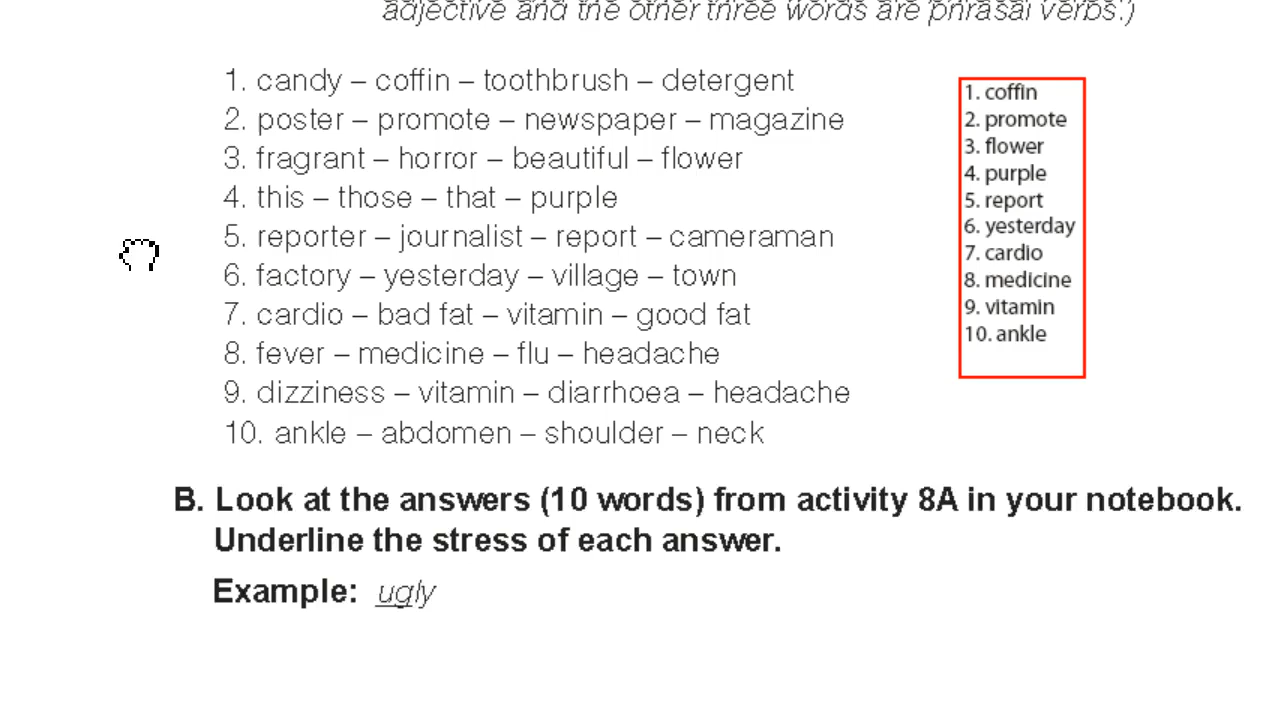 adjective and the other three words are phrasal verbs.)
1. candy – coffin – toothbrush – detergent
2. poster – promote – newspaper – magazine
3. fragrant – horror – beautiful – flower
4. this – those – that – purple
5. reporter – journalist – report – cameraman
6. factory – yesterday – village – town
7. cardio – bad fat – vitamin – good fat
8. fever – medicine – flu – headache
9. dizziness – vitamin – diarrhoea – headache
10. ankle – abdomen – shoulder – neck
1. coffin
2. promote
3. flower
4. purple
5. report
6. yesterday
7. cardio
8. medicine
9. vitamin
10. ankle
B. Look at the answers (10 words) from activity 8A in your notebook.
Underline the stress of each answer.
Example: ugly